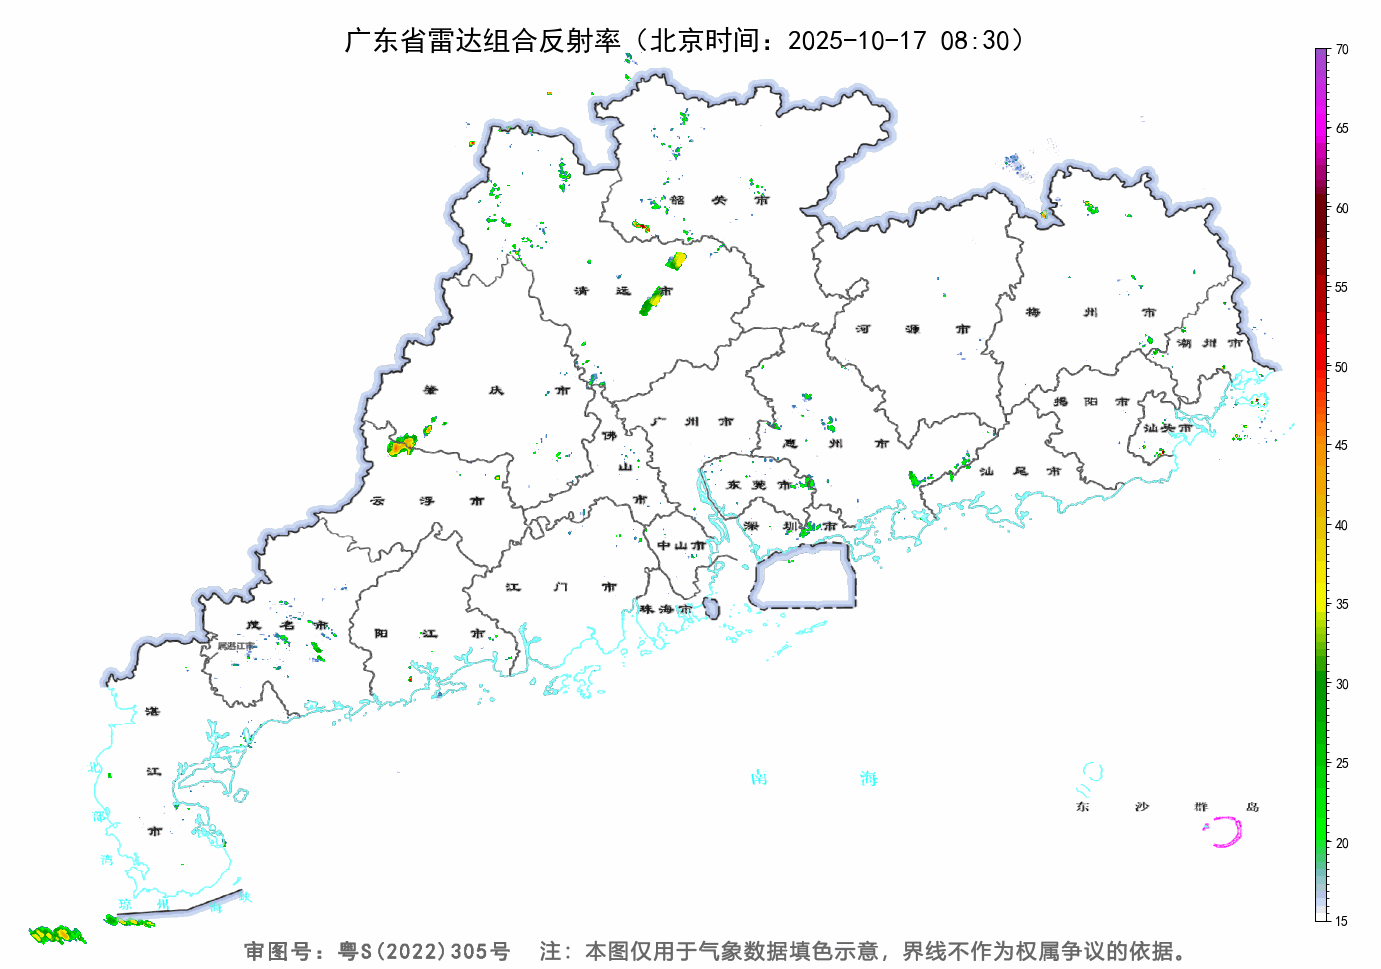 广东省雷达组合反射率（北京时间：2025-10-17 08:30）
70
65
60
55
50
45
40
35
30
25
20
15
韶关市
清远市
河源市
梅州市
潮州市
肇庆市
揭阳市
广州市
佛山市
惠州市
汕头市
汕尾市
东莞市
云浮市
深圳市
中山市
江门市
珠海市
茂名市
阳江市
属湛江市
湛江市
北部湾
南海
东沙群岛
琼州海峡
审图号：粤S(2022)305号 注：本图仅用于气象数据填色示意，界线不作为权属争议的依据。